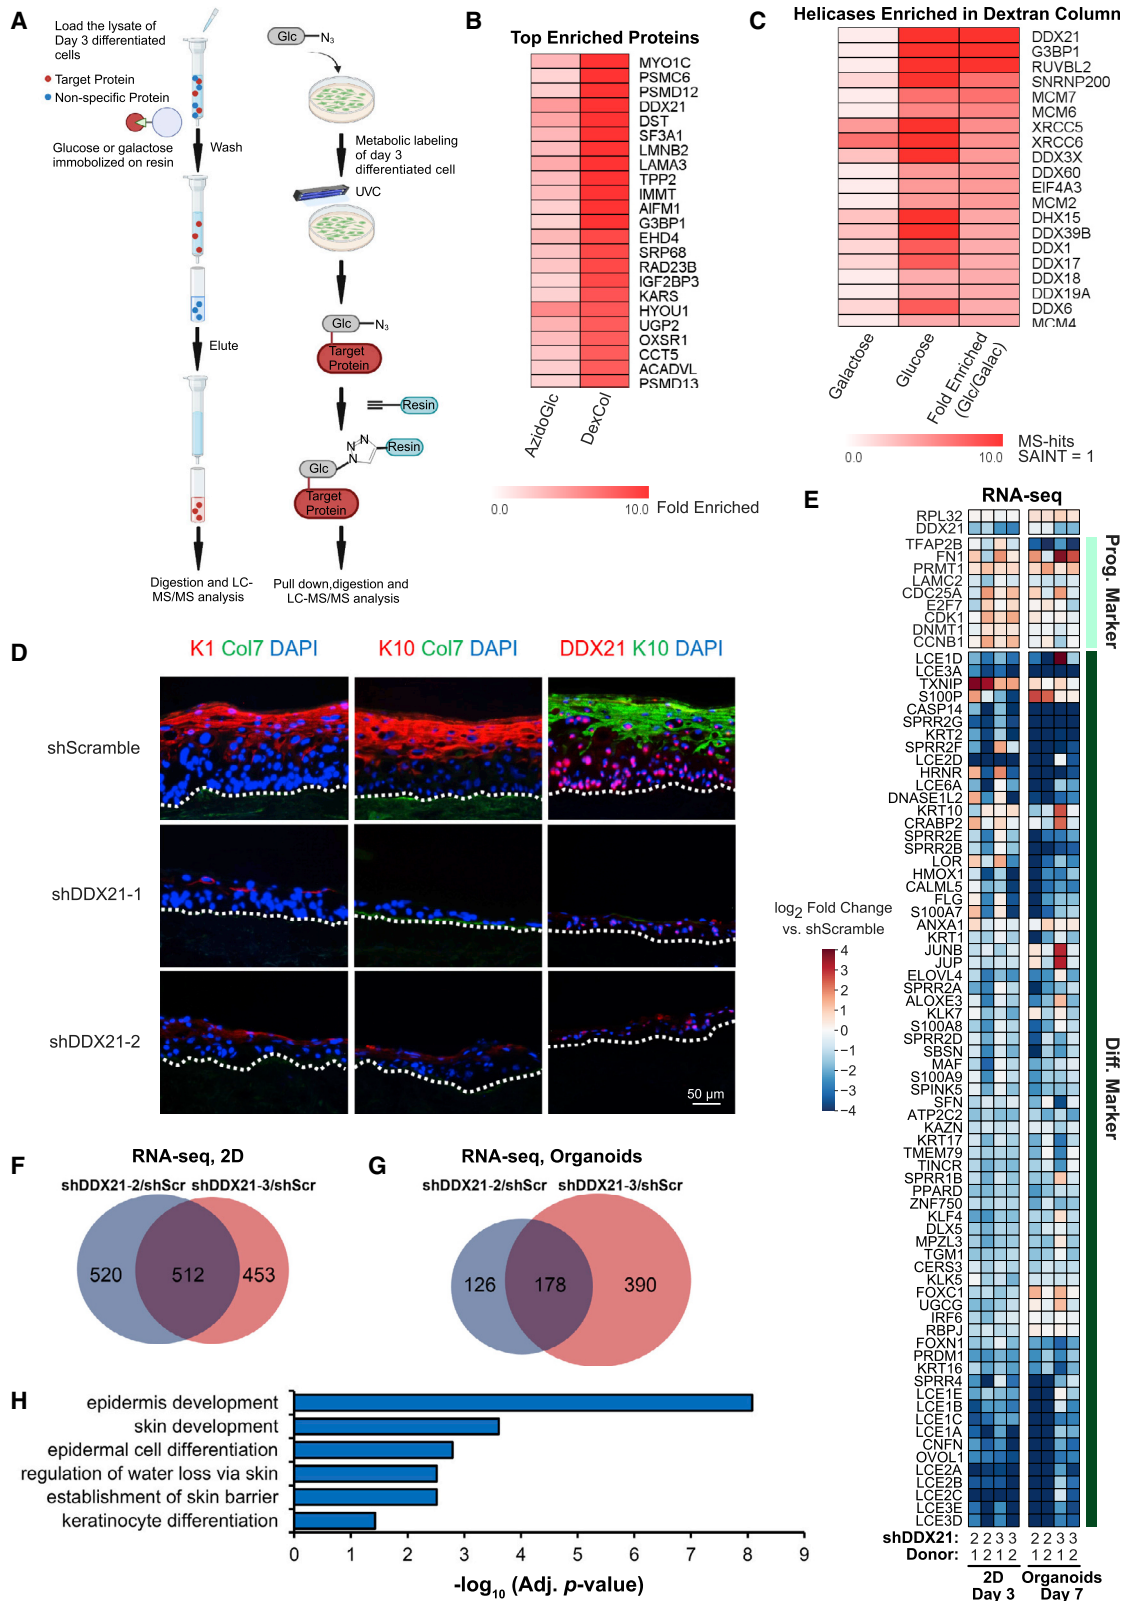 A
Load the lysate of
Day 3 differentiated
cells
Target Protein
Non-specific Protein
Glucose or galactose
immobolized on resin
Wash
Elute
Digestion and LC-
MS/MS analysis
Glc
N3
Metabolic labeling
of day 3
differentiated cell
UVC
Glc
N3
Target
Protein
Resin
N
N
N
Resin
Glc
Target
Protein
Pull down,digestion and
LC-MS/MS analysis
B
Top Enriched Proteins
MYO1C
PSMC6
PSMD12
DDX21
DST
SF3A1
LMNB2
LAMA3
TPP2
IMMT
AIFM1
G3BP1
EHD4
SRP68
RAD23B
IGF2BP3
KARS
HYOU1
UGP2
OXSR1
CCT5
ACADVL
PSMD13
AzidoGlc
DexCol
0.0
10.0
Fold Enriched
C
Helicases Enriched in Dextran Column
DDX21
G3BP1
RUVBL2
SNRNP200
MCM7
MCM6
XRCC5
XRCC6
DDX3X
DDX60
EIF4A3
MCM2
DHX15
DDX39B
DDX1
DDX17
DDX18
DDX19A
DDX6
MCM4
Galactose
Glucose
Fold Enriched
(Glc/Galac)
0.0
10.0
MS-hits
SAINT = 1
D
K1 Col7 DAPI
K10 Col7 DAPI
DDX21 K10 DAPI
shScramble
shDDX21-1
shDDX21-2
50 µm
E
RNA-seq
RPL32
DDX21
TFAP2B
FN1
PRMT1
LAMC2
CDC25A
E2F7
CDK1
DNMT1
CCNB1
LCE1D
LCE3A
TXNIP
S100P
CASP14
SPRR2G
KRT2
SPRR2F
LCE2D
HRNR
LCE6A
DNASE1L2
KRT10
CRABP2
SPRR2E
SPRR2B
LOR
HMOX1
CALML5
FLG
S100A7
ANXA1
KRT1
JUNB
JUP
ELOVL4
SPRR2A
ALOXE3
KLK7
S100A8
SPRR2D
SBSN
MAF
S100A9
SPINK5
SFN
ATP2C2
KAZN
KRT17
TMEM79
TINCR
SPRR1B
PPARD
ZNF750
KLF4
DLX5
MPZL3
TGM1
CERS3
KLK5
FOXC1
UGCG
IRF6
RBPJ
FOXN1
PRDM1
KRT16
SPRR4
LCE1E
LCE1B
LCE1C
LCE1A
CNFN
OVOL1
LCE2A
LCE2B
LCE2C
LCE3E
LCE3D
Prog. Marker
Diff. Marker
log2 Fold Change
vs. shScramble
4
3
2
1
0
−1
−2
−3
−4
shDDX21: 2 2 3 3 2 2 3 3
Donor: 1 2 1 2 1 2 1 2
2D
Day 3
Organoids
Day 7
F
RNA-seq, 2D
shDDX21-2/shScr
shDDX21-3/shScr
520
512
453
G
RNA-seq, Organoids
shDDX21-2/shScr
shDDX21-3/shScr
126
178
390
H
epidermis development
skin development
epidermal cell differentiation
regulation of water loss via skin
establishment of skin barrier
keratinocyte differentiation
0 1 2 3 4 5 6 7 8 9
-log10 (Adj. p-value)